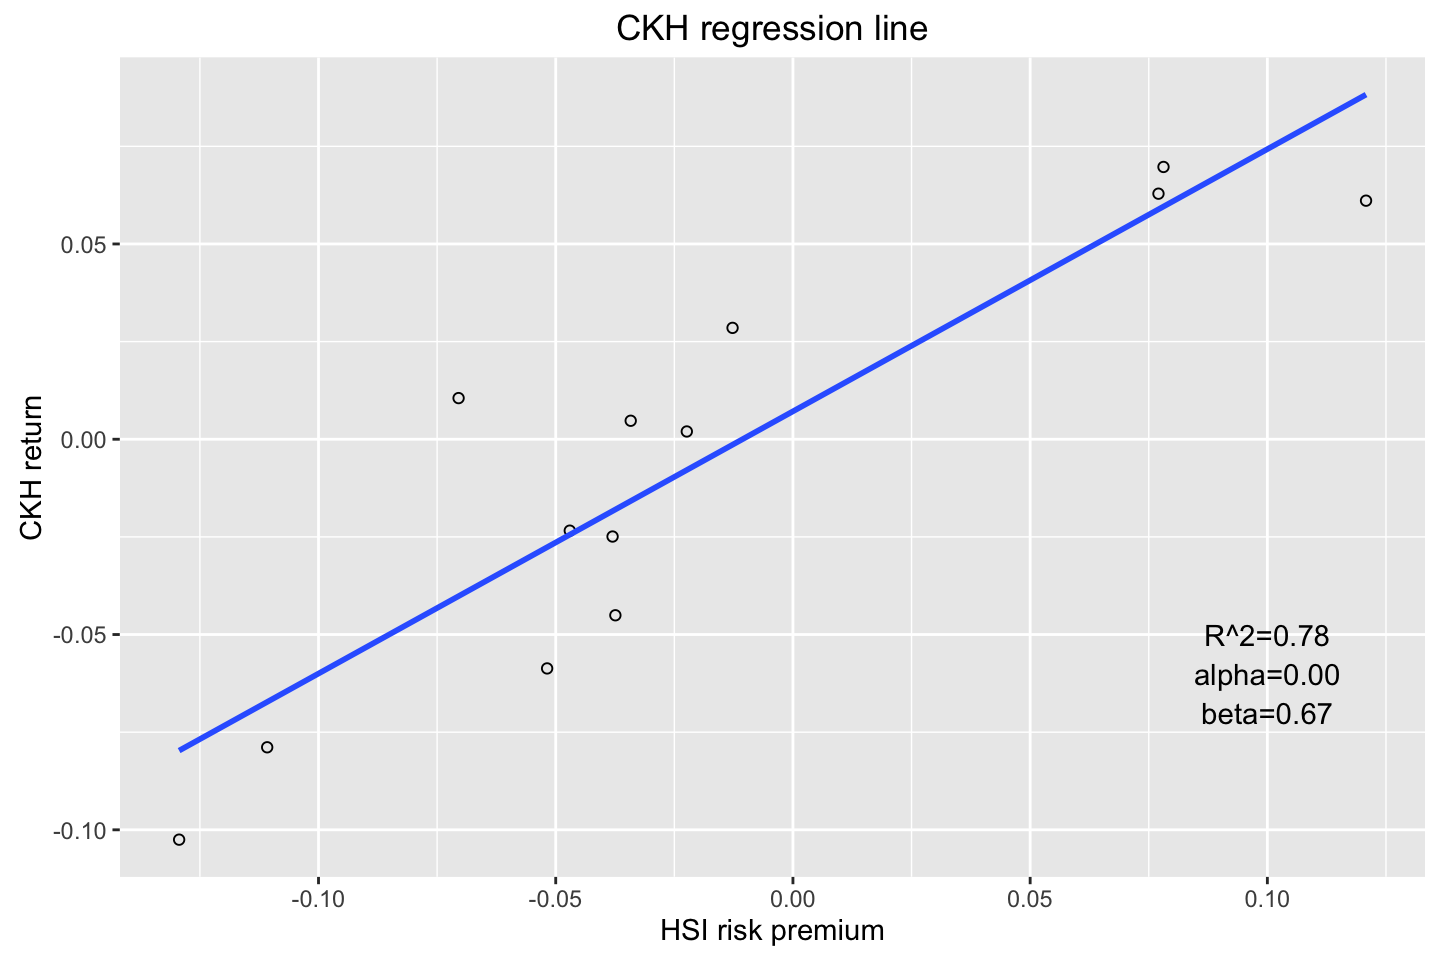 CKH regression line
CKH return
0.05
0.00
-0.05
-0.10
R^2=0.78
alpha=0.00
beta=0.67
-0.10
-0.05
0.00
0.05
0.10
HSI risk premium